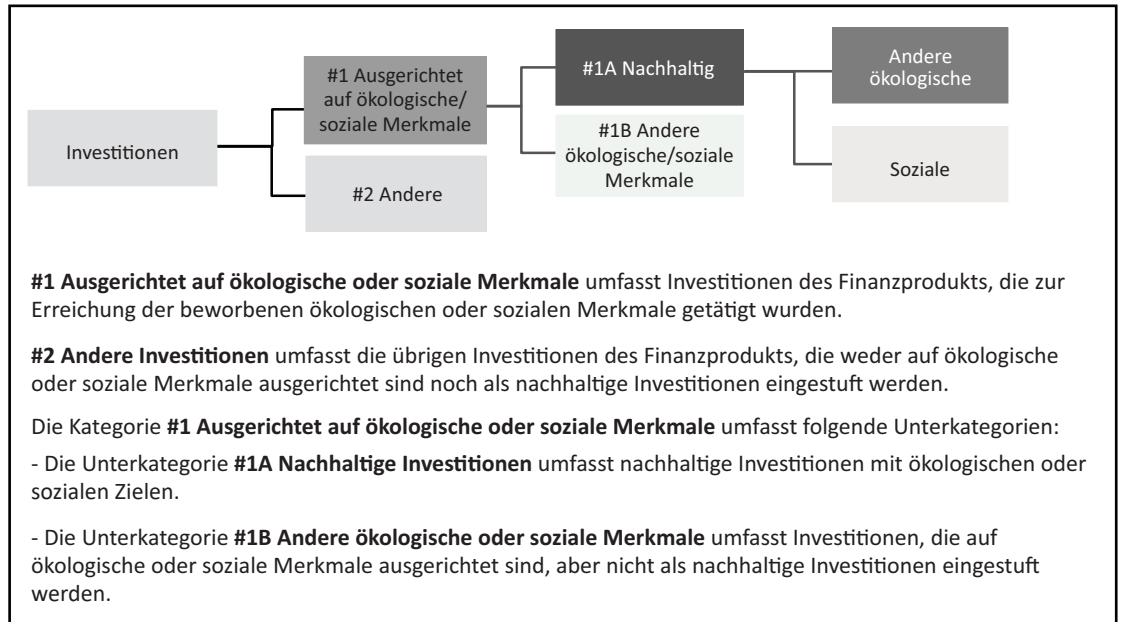 Investitionen
#1 Ausgerichtet
auf ökologische/
soziale Merkmale
#2 Andere
#1A Nachhaltig
#1B Andere
ökologische/soziale
Merkmale
Andere
ökologische
Soziale
#1 Ausgerichtet auf ökologische oder soziale Merkmale umfasst Investitionen des Finanzprodukts, die zur
Erreichung der beworbenen ökologischen oder sozialen Merkmale getätigt wurden.
#2 Andere Investitionen umfasst die übrigen Investitionen des Finanzprodukts, die weder auf ökologische
oder soziale Merkmale ausgerichtet sind noch als nachhaltige Investitionen eingestuft werden.
Die Kategorie #1 Ausgerichtet auf ökologische oder soziale Merkmale umfasst folgende Unterkategorien:
- Die Unterkategorie #1A Nachhaltige Investitionen umfasst nachhaltige Investitionen mit ökologischen oder
sozialen Zielen.
- Die Unterkategorie #1B Andere ökologische oder soziale Merkmale umfasst Investitionen, die auf
ökologische oder soziale Merkmale ausgerichtet sind, aber nicht als nachhaltige Investitionen eingestuft
werden.